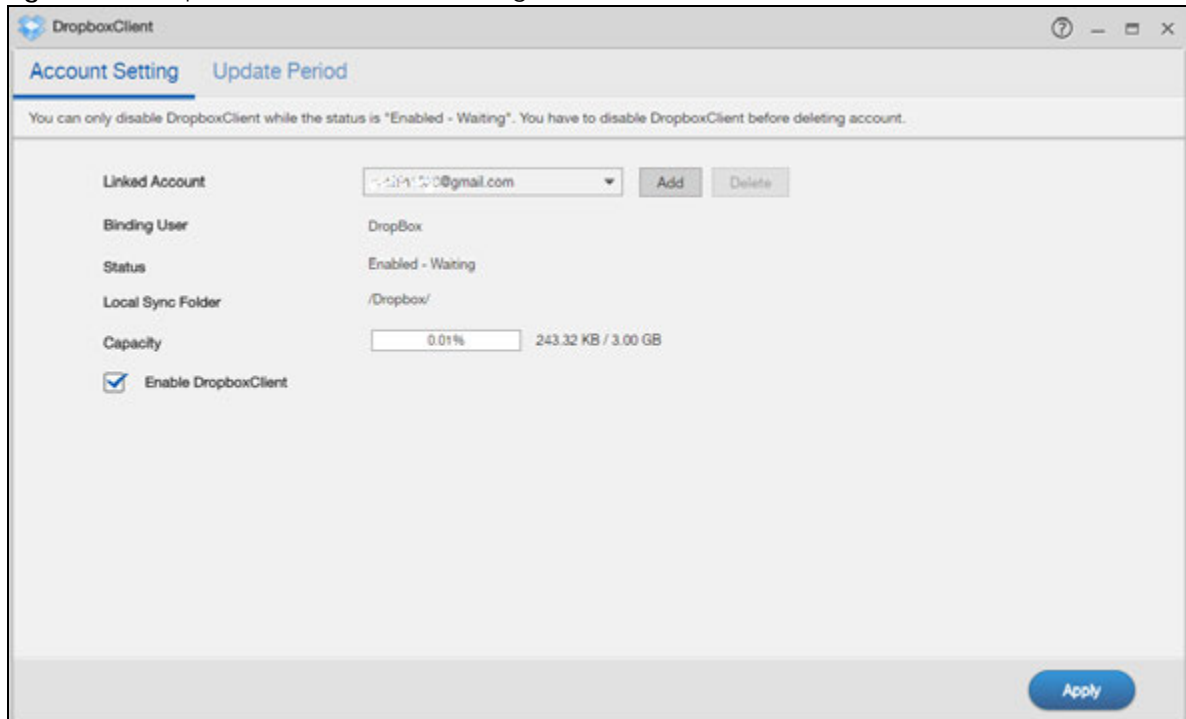 DropboxClient
Account Setting Update Period
You can only disable DropboxClient while the status is "Enabled - Waiting". You have to disable DropboxClient before deleting account.
Linked Account @gmail.com Add Delete
Binding User DropBox
Status Enabled - Waiting
Local Sync Folder /Dropbox/
Capacity 0.01% 243.32 KB / 3.00 GB
Enable DropboxClient
Apply